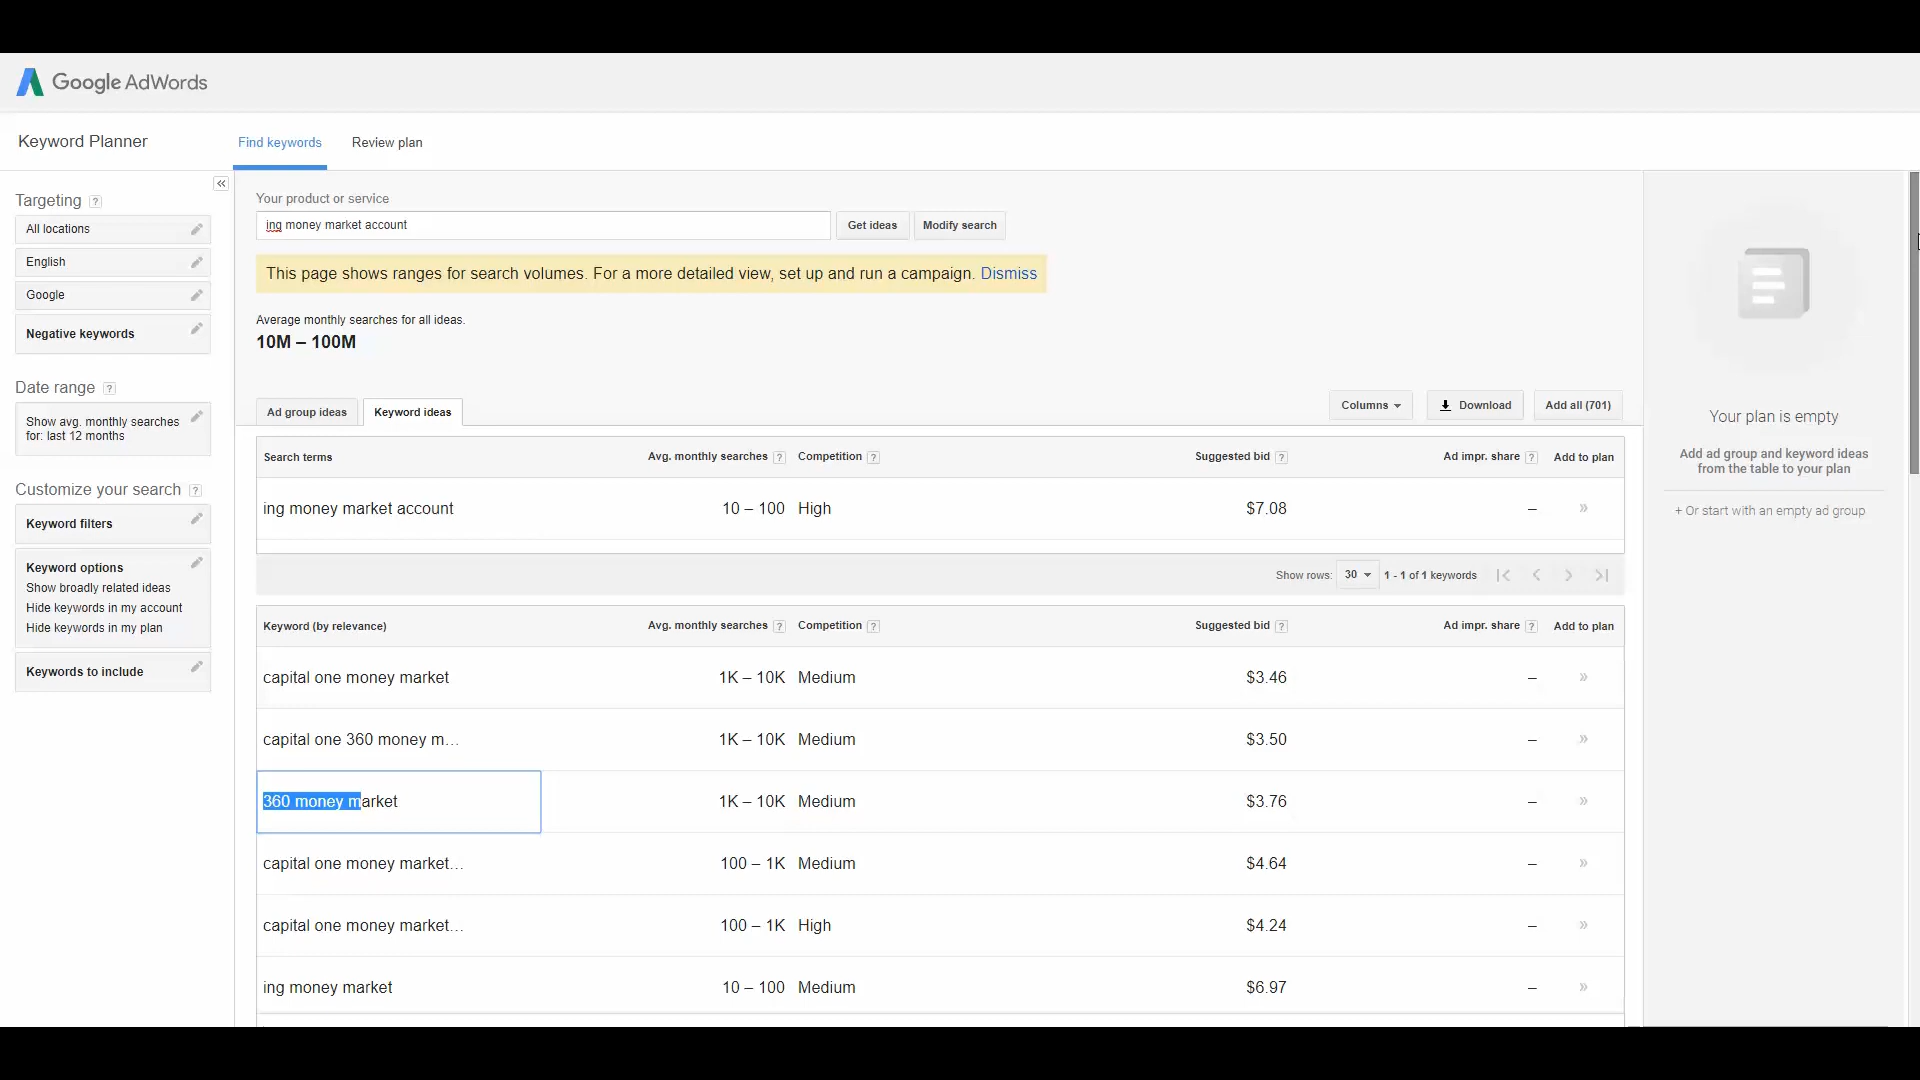 Google AdWords
Keyword Planner
Find keywords
Review plan
«
Targeting ?
All locations
English
Google
Negative keywords
Date range ?
Show avg. monthly searches
for: last 12 months
Customize your search ?
Keyword filters
Keyword options
Show broadly related ideas
Hide keywords in my account
Hide keywords in my plan
Keywords to include
Your product or service
ing money market account
Get ideas
Modify search
This page shows ranges for search volumes. For a more detailed view, set up and run a campaign. Dismiss
Average monthly searches for all ideas.
10M – 100M
Ad group ideas
Keyword ideas
Columns
Download
Add all (701)
Search terms Avg. monthly searches ? Competition ? Suggested bid ? Ad impr. share ? Add to plan
ing money market account 10 – 100 High $7.08 – »
Show rows: 30 1 - 1 of 1 keywords
Keyword (by relevance) Avg. monthly searches ? Competition ? Suggested bid ? Ad impr. share ? Add to plan
capital one money market 1K – 10K Medium $3.46 – »
capital one 360 money m... 1K – 10K Medium $3.50 – »
360 money market 1K – 10K Medium $3.76 – »
capital one money market... 100 – 1K Medium $4.64 – »
capital one money market... 100 – 1K High $4.24 – »
ing money market 10 – 100 Medium $6.97 – »
Your plan is empty
Add ad group and keyword ideas
from the table to your plan
+ Or start with an empty ad group